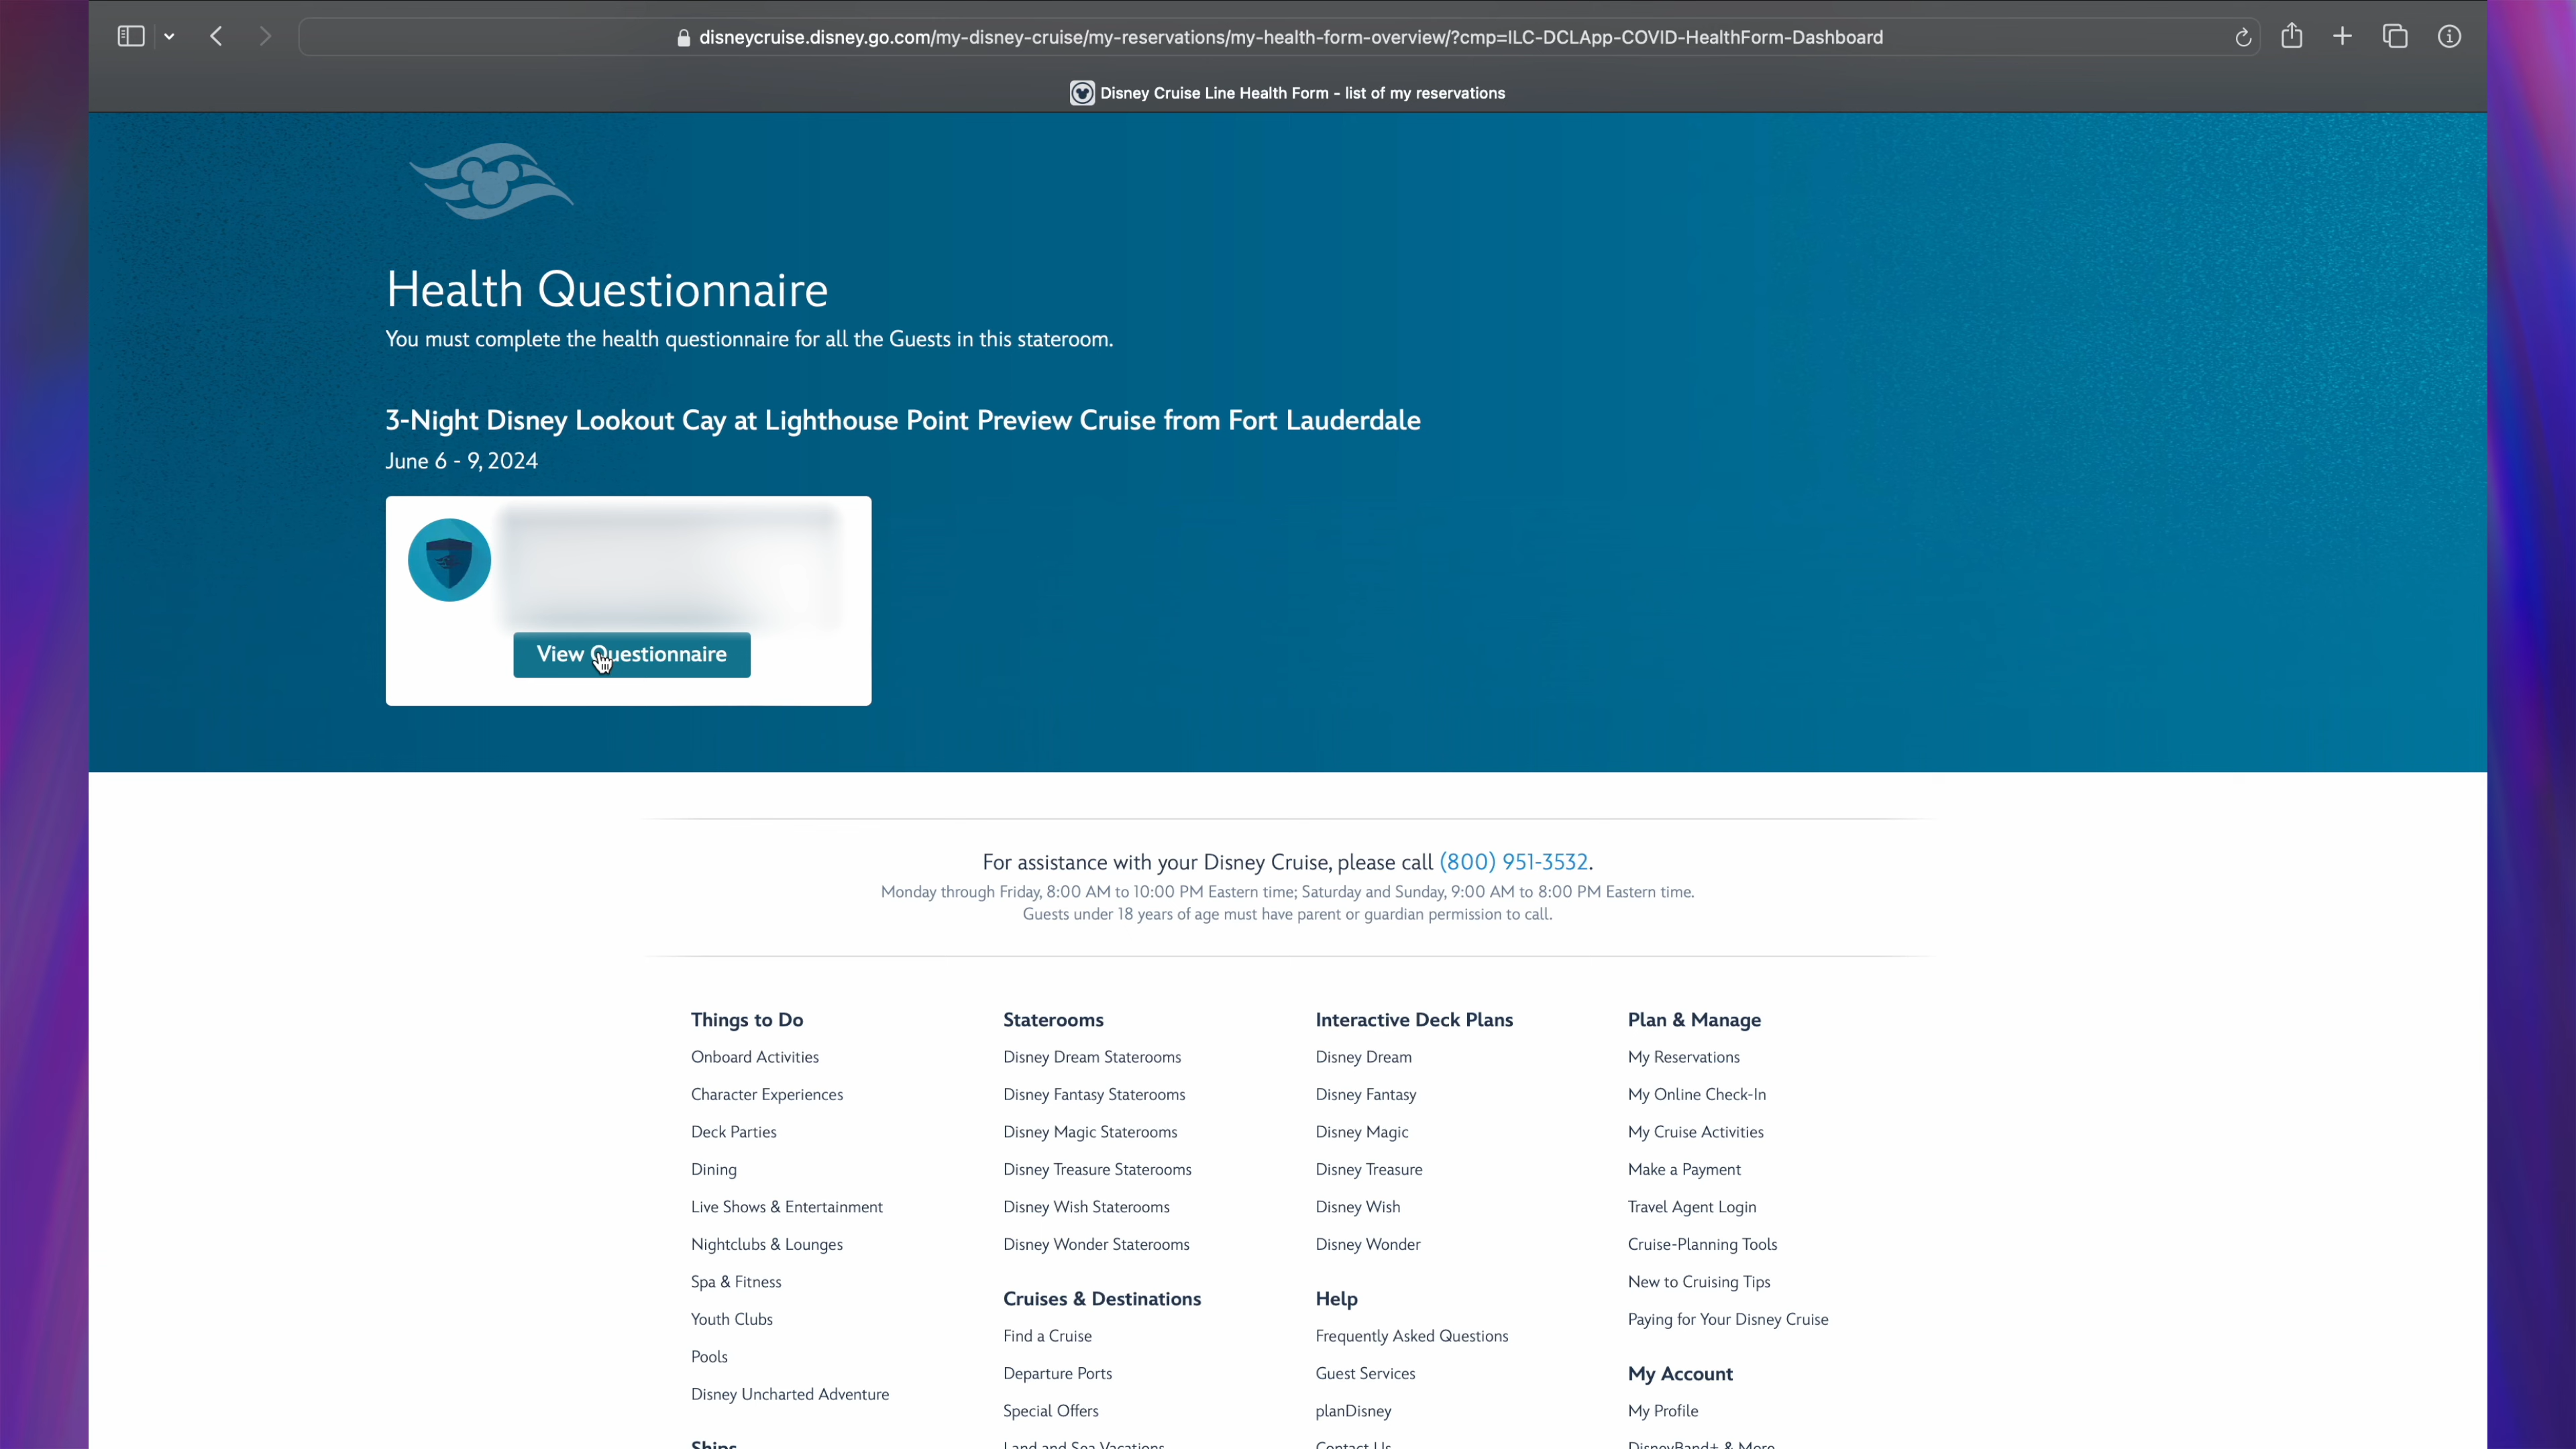 disneycruise.disney.go.com/my-disney-cruise/my-reservations/my-health-form-overview/?cmp=ILC-DCLApp-COVID-HealthForm-Dashboard
Disney Cruise Line Health Form - list of my reservations
Health Questionnaire
You must complete the health questionnaire for all the Guests in this stateroom.
3-Night Disney Lookout Cay at Lighthouse Point Preview Cruise from Fort Lauderdale
June 6 - 9, 2024
View Questionnaire
For assistance with your Disney Cruise, please call (800) 951-3532.
Monday through Friday, 8:00 AM to 10:00 PM Eastern time; Saturday and Sunday, 9:00 AM to 8:00 PM Eastern time.
Guests under 18 years of age must have parent or guardian permission to call.
Things to Do
Onboard Activities
Character Experiences
Deck Parties
Dining
Live Shows & Entertainment
Nightclubs & Lounges
Spa & Fitness
Youth Clubs
Pools
Disney Uncharted Adventure
Ships
Staterooms
Disney Dream Staterooms
Disney Fantasy Staterooms
Disney Magic Staterooms
Disney Treasure Staterooms
Disney Wish Staterooms
Disney Wonder Staterooms
Cruises & Destinations
Find a Cruise
Departure Ports
Special Offers
Land and Sea Vacations
Interactive Deck Plans
Disney Dream
Disney Fantasy
Disney Magic
Disney Treasure
Disney Wish
Disney Wonder
Help
Frequently Asked Questions
Guest Services
planDisney
Contact Us
Plan & Manage
My Reservations
My Online Check-In
My Cruise Activities
Make a Payment
Travel Agent Login
Cruise-Planning Tools
New to Cruising Tips
Paying for Your Disney Cruise
My Account
My Profile
DisneyBand+ & More